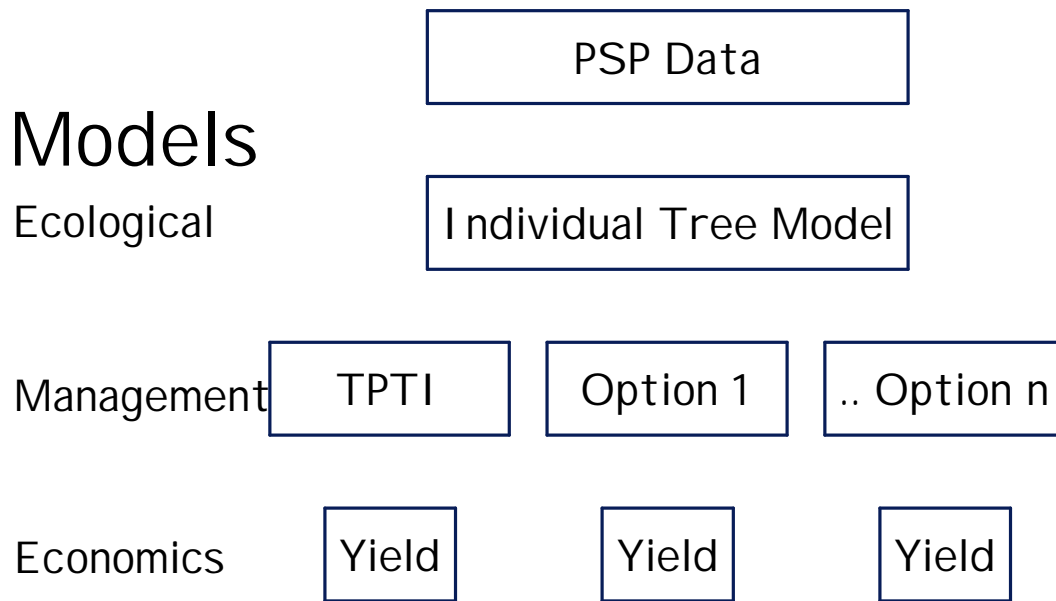 PSP Data
Models
Ecological
Individual Tree Model
Management
TPTI
Option 1
.. Option n
Economics
Yield
Yield
Yield